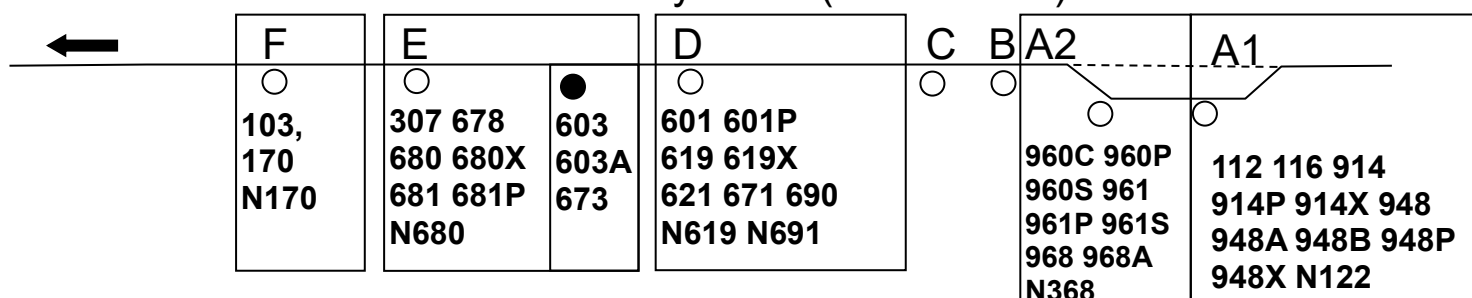 F E D C B A2 A1
103,
170
N170
307 678
680 680X
681 681P
N680
603
603A
673
601 601P
619 619X
621 671 690
N619 N691
960C 960P
960S 961
961P 961S
968 968A
N368
112 116 914
914P 914X 948
948A 948B 948P
948X N122